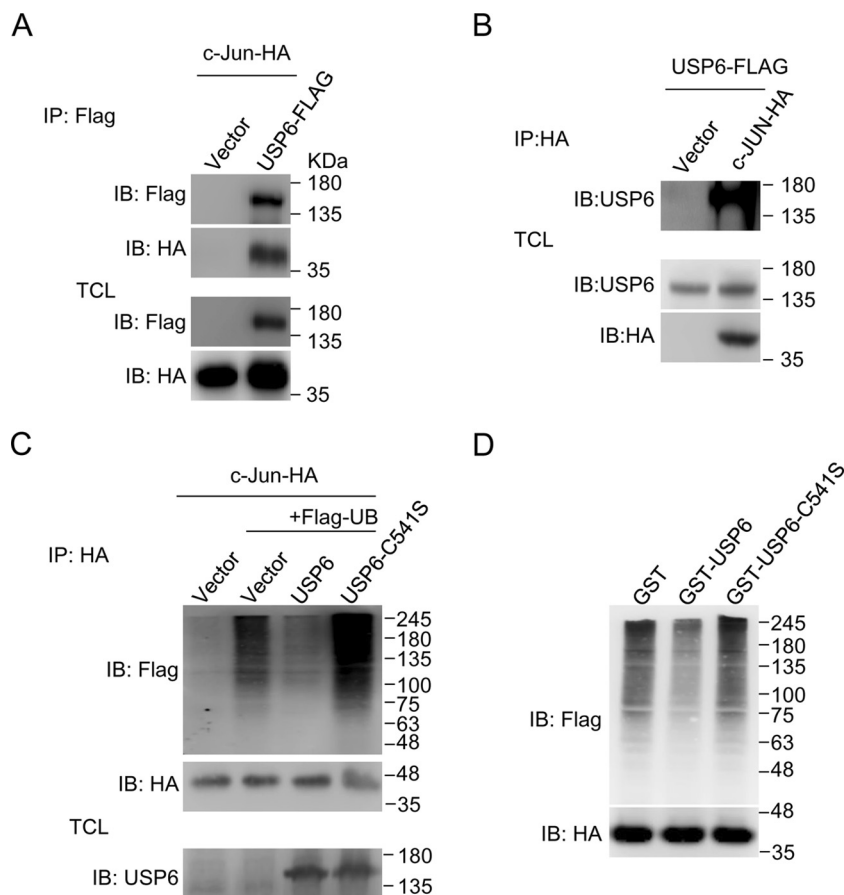 A
c-Jun-HA
IP: Flag
Vector
USP6-FLAG
KDa
IB: Flag
180
135
IB: HA
35
TCL
IB: Flag
180
135
IB: HA
35
B
USP6-FLAG
IP:HA
Vector
c-JUN-HA
IB:USP6
180
135
TCL
IB:USP6
180
135
IB:HA
35
C
c-Jun-HA
+Flag-UB
IP: HA
Vector
Vector
USP6
USP6-C541S
IB: Flag
245
180
135
100
75
63
48
IB: HA
48
35
TCL
IB: USP6
180
135
D
GST
GST-USP6
GST-USP6-C541S
IB: Flag
245
180
135
100
75
63
48
IB: HA
48
35